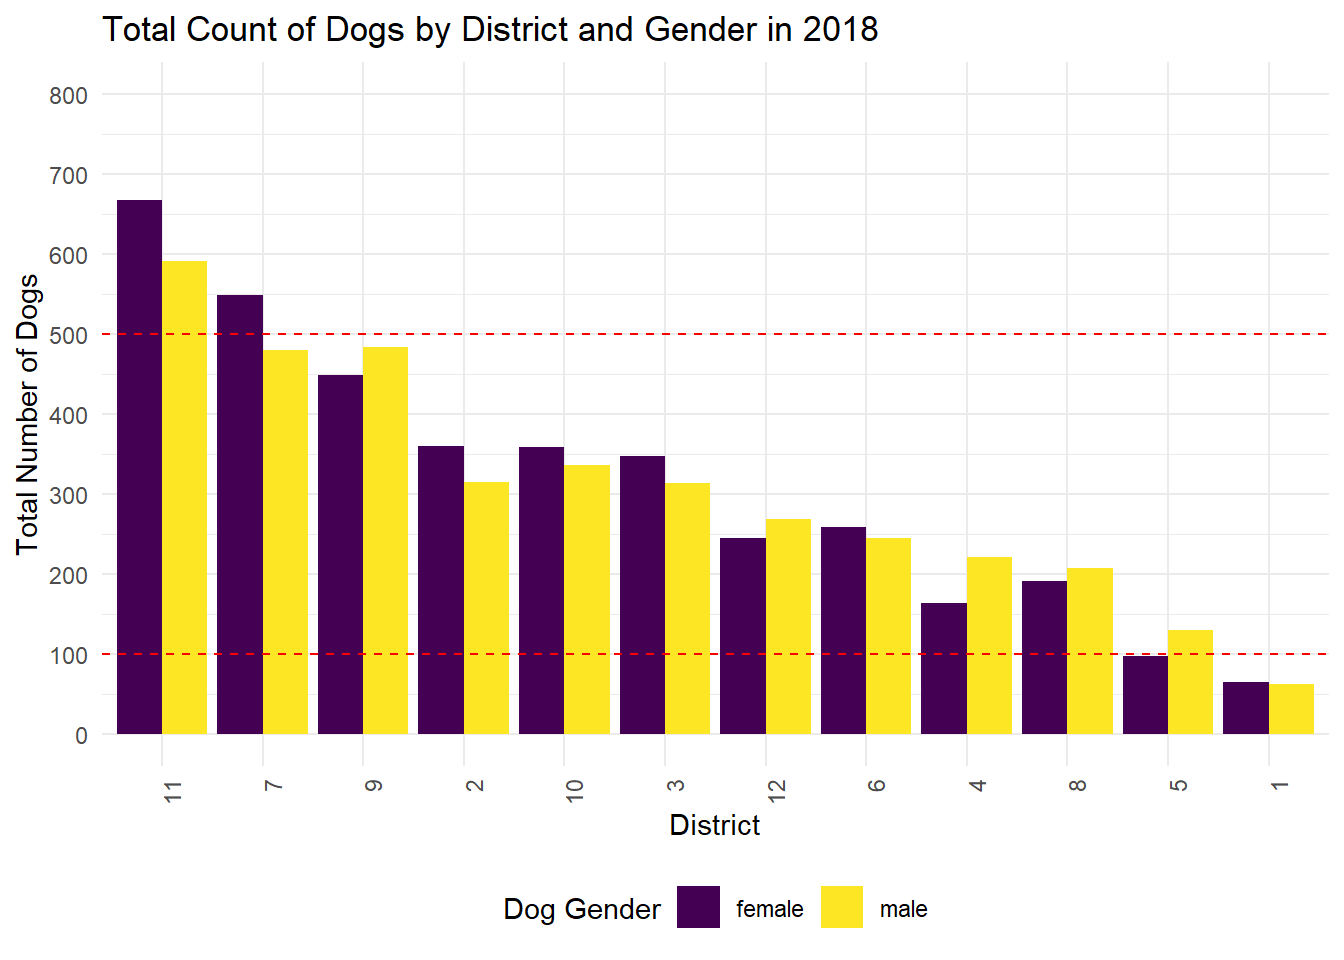 Total Count of Dogs by District and Gender in 2018
Total Number of Dogs
800
700
600
500
400
300
200
100
0
11 7 9 2 10 3 12 6 4 8 5 1
District
Dog Gender female male